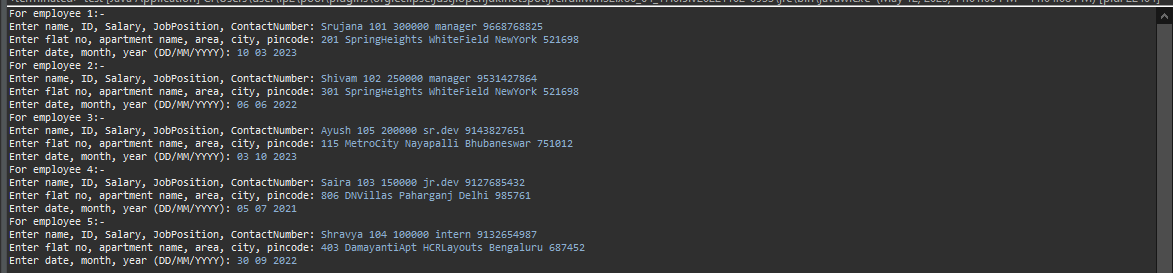 For employee 1:-
Enter name, ID, Salary, JobPosition, ContactNumber: Srujana 101 300000 manager 9668768825
Enter flat no, apartment name, area, city, pincode: 201 SpringHeights WhiteField NewYork 521698
Enter date, month, year (DD/MM/YYYY): 10 03 2023
For employee 2:-
Enter name, ID, Salary, JobPosition, ContactNumber: Shivam 102 250000 manager 9531427864
Enter flat no, apartment name, area, city, pincode: 301 SpringHeights WhiteField NewYork 521698
Enter date, month, year (DD/MM/YYYY): 06 06 2022
For employee 3:-
Enter name, ID, Salary, JobPosition, ContactNumber: Ayush 105 200000 sr.dev 9143827651
Enter flat no, apartment name, area, city, pincode: 115 MetroCity Nayapalli Bhubaneswar 751012
Enter date, month, year (DD/MM/YYYY): 03 10 2023
For employee 4:-
Enter name, ID, Salary, JobPosition, ContactNumber: Saira 103 150000 jr.dev 9127685432
Enter flat no, apartment name, area, city, pincode: 806 DNVillas Paharganj Delhi 985761
Enter date, month, year (DD/MM/YYYY): 05 07 2021
For employee 5:-
Enter name, ID, Salary, JobPosition, ContactNumber: Shravya 104 100000 intern 9132654987
Enter flat no, apartment name, area, city, pincode: 403 DamayantiApt HCRLayouts Bengaluru 687452
Enter date, month, year (DD/MM/YYYY): 30 09 2022